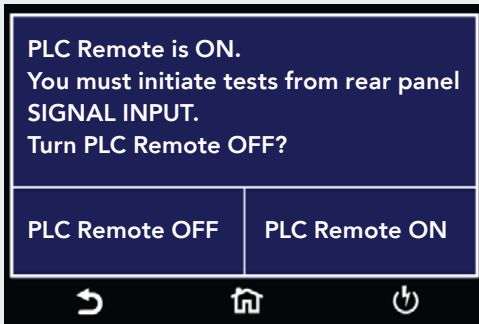 PLC Remote is ON.
You must initiate tests from rear panel
SIGNAL INPUT.
Turn PLC Remote OFF?
PLC Remote OFF
PLC Remote ON